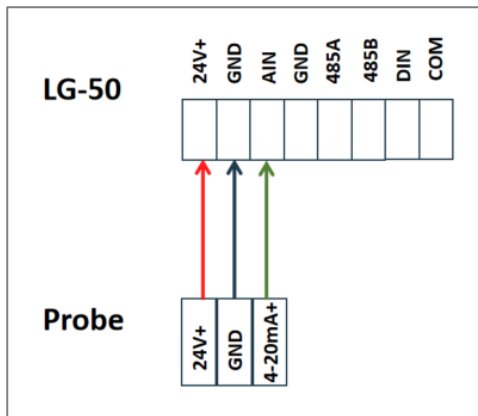 LG-50
24V+
GND
AIN
GND
485A
485B
DIN
COM
Probe
24V+
GND
4-20mA+